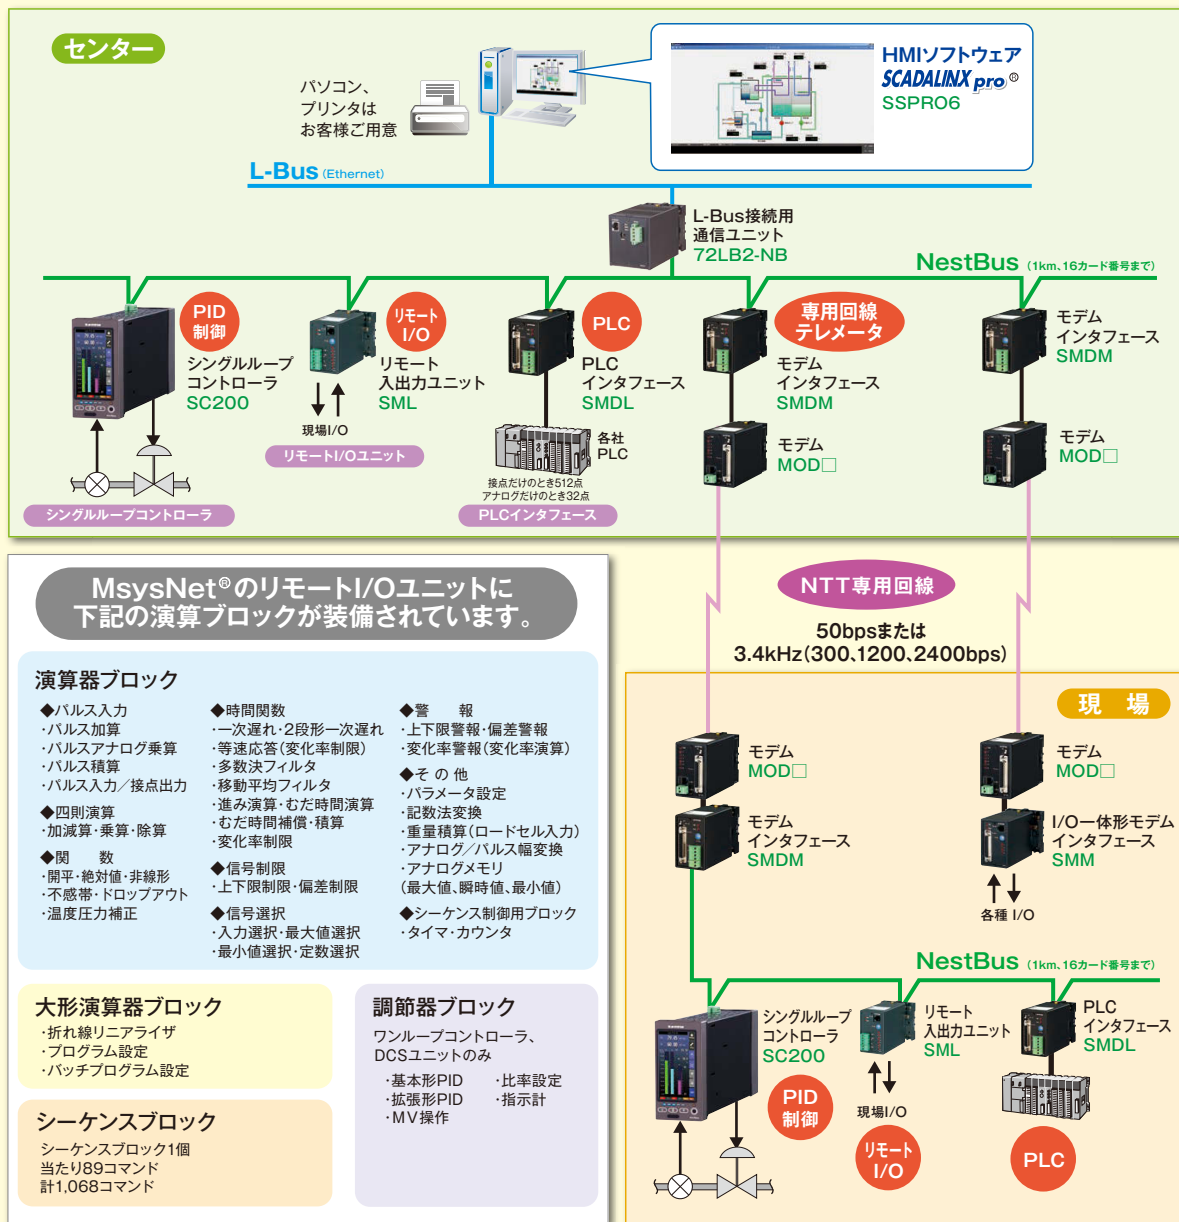 センター
パソコン、
プリンタは
お客様ご用意
HMIソフトウェア
SCADALINX pro®
SSPRO6
L-Bus (Ethernet)
L-Bus接続用
通信ユニット
72LB2-NB
NestBus (1km、16カード番号まで)
PID
制御
シングルループ
コントローラ
SC200
シングルループコントローラ
リモート
I/O
リモート
入出力ユニット
SML
現場I/O
リモートI/Oユニット
PLC
PLC
インタフェース
SMDL
各社
PLC
接点だけのとき512点
アナログだけのとき32点
PLCインタフェース
専用回線
テレメータ
モデム
インタフェース
SMDM
モデム
MOD□
モデム
インタフェース
SMDM
モデム
MOD□
NTT専用回線
50bpsまたは
3.4kHz(300、1200、2400bps)
MsysNet®のリモートI/Oユニットに
下記の演算ブロックが装備されています。
演算器ブロック
◆パルス入力
・パルス加算
・パルスアナログ乗算
・パルス積算
・パルス入力／接点出力
◆四則演算
・加減算・乗算・除算
◆関 数
・開平・絶対値・非線形
・不感帯・ドロップアウト
・温度圧力補正
◆時間関数
・一次遅れ・2段形一次遅れ
・等速応答(変化率制限)
・多数決フィルタ
・移動平均フィルタ
・進み演算・むだ時間演算
・むだ時間補償・積算
・変化率制限
◆信号制限
・上下限制限・偏差制限
◆信号選択
・入力選択・最大値選択
・最小値選択・定数選択
◆警 報
・上下限警報・偏差警報
・変化率警報(変化率演算)
◆そ の 他
・パラメータ設定
・記数法変換
・重量積算(ロードセル入力)
・アナログ／パルス幅変換
・アナログメモリ
(最大値、瞬時値、最小値)
◆シーケンス制御用ブロック
・タイマ・カウンタ
大形演算器ブロック
・折れ線リニアライザ
・プログラム設定
・バッチプログラム設定
シーケンスブロック
シーケンスブロック1個
当たり89コマンド
計1,068コマンド
調節器ブロック
ワンループコントローラ、
DCSユニットのみ
・基本形PID ・比率設定
・拡張形PID ・指示計
・MV操作
現 場
モデム
MOD□
モデム
インタフェース
SMDM
モデム
MOD□
I/O一体形モデム
インタフェース
SMM
各種 I/O
NestBus (1km、16カード番号まで)
シングルループ
コントローラ
SC200
PID
制御
リモート
入出力ユニット
SML
現場I/O
リモート
I/O
PLC
インタフェース
SMDL
PLC